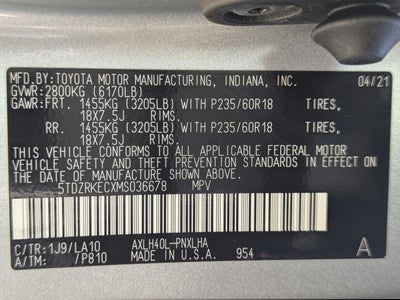 MFD.BY:TOYOTA MOTOR MANUFACTURING, INDIANA, INC. 04/21
GVWR: 2800KG (6170LB)
GAWR:FRT. 1455KG (3205LB) WITH P235/60R18 TIRES,
18X7.5J RIMS.
RR. 1455KG (3205LB) WITH P235/60R18 TIRES,
18X7.5J RIMS.
THIS VEHICLE CONFORMS TO ALL APPLICABLE FEDERAL MOTOR
VEHICLE SAFETY AND THEFT PREVENTION STANDARDS IN EFFECT
ON THE DATE OF MANUFACTURE SHOWN ABOVE.
5TDZRKECXMS036678 MPV
C/TR:1J9/LA10 AXLH40L-PNXLHA A
A/TM: /P810 MADE IN U.S.A. 954